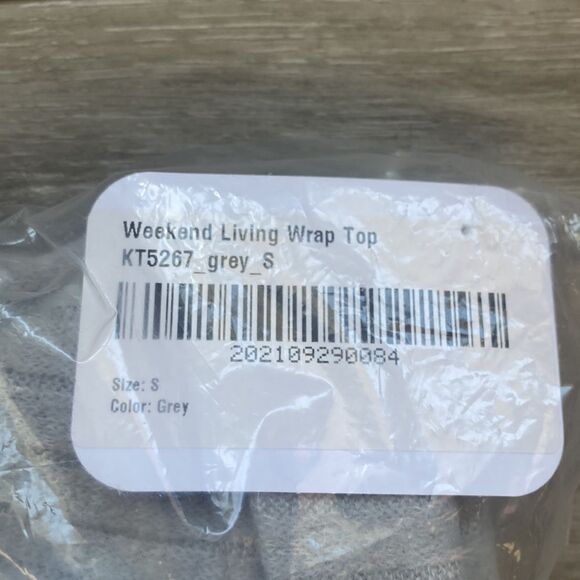 Weekend Living Wrap Top
KT5267_grey_S
202109290084
Size: S
Color: Grey